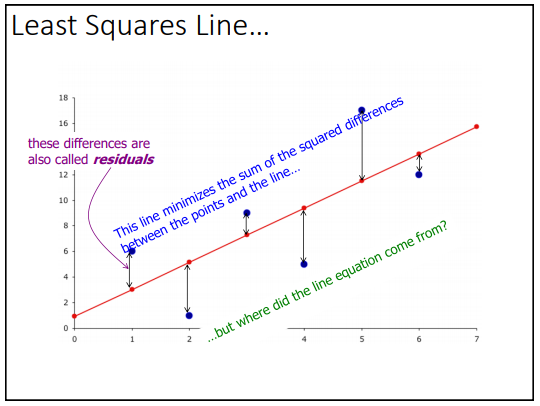 Least Squares Line...
18
16
these differences are
also called residuals
12
10
8
6
4
2
0
This line minimizes the sum of the squared differences
between the points and the line...
...but where did the line equation come from?
0 1 2 4 5 6 7